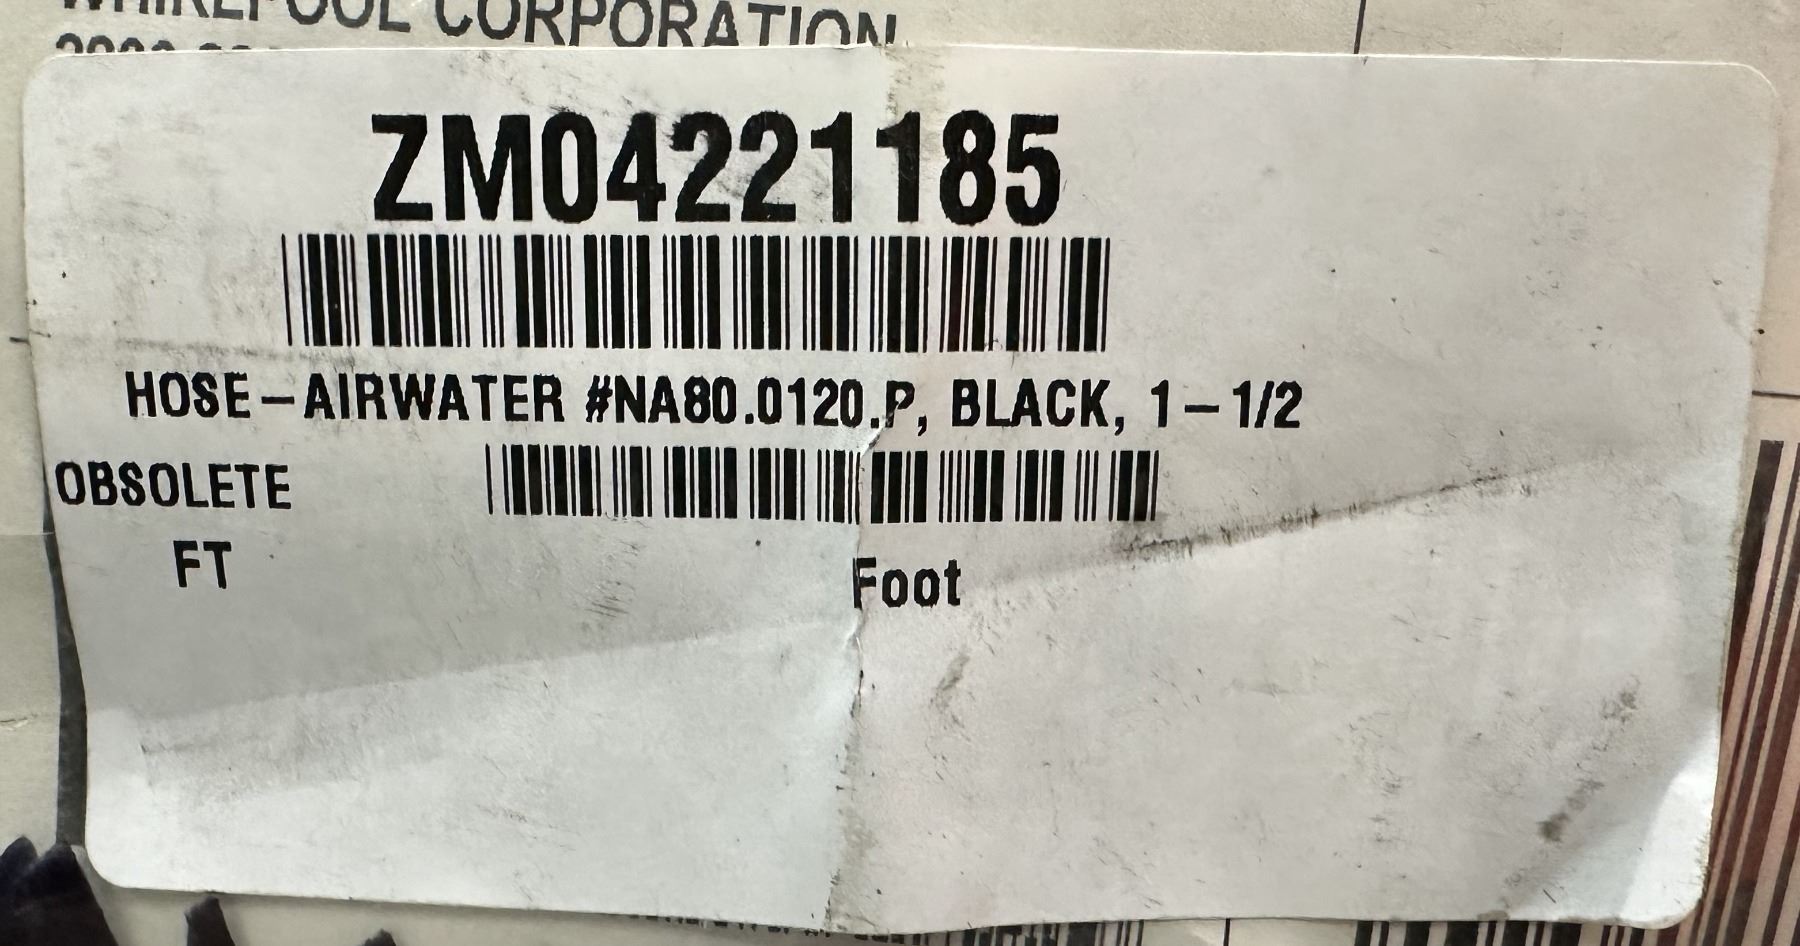 WHIRLPOOL CORPORATION
ZM04221185
HOSE-AIRWATER #NA80.0120.P, BLACK, 1-1/2
OBSOLETE
FT Foot